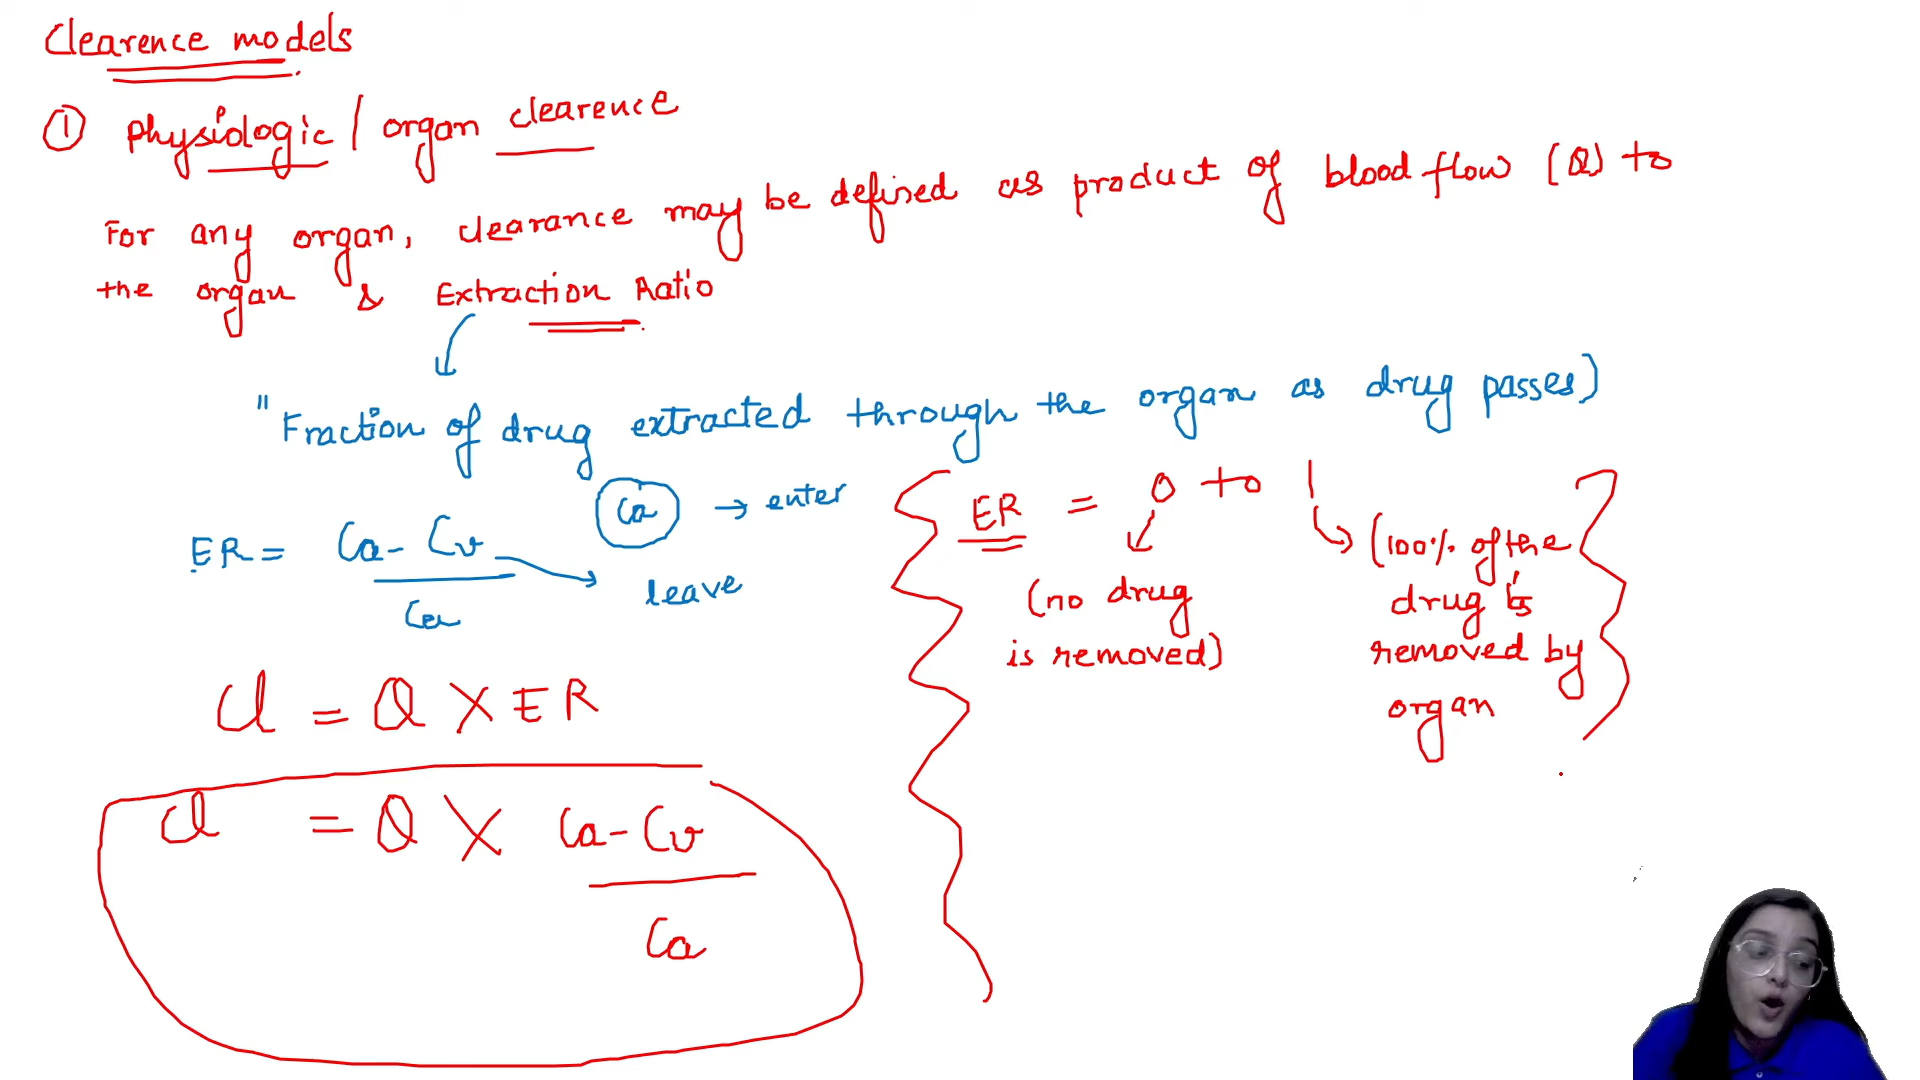 Clearence models
① Physiologic / organ clearence
For any organ, clearance may be defined as product of blood flow (Q) to
the organ & Extraction Ratio
"Fraction of drug extracted through the organ as drug passes)
Ca → enter
ER = Ca - Cv
leave
Ca
ER = 0 to 1
(no drug
is removed)
(100% of the
drug is
removed by
organ
Cl = Q X ER
Cl = Q X Ca - Cv
Ca